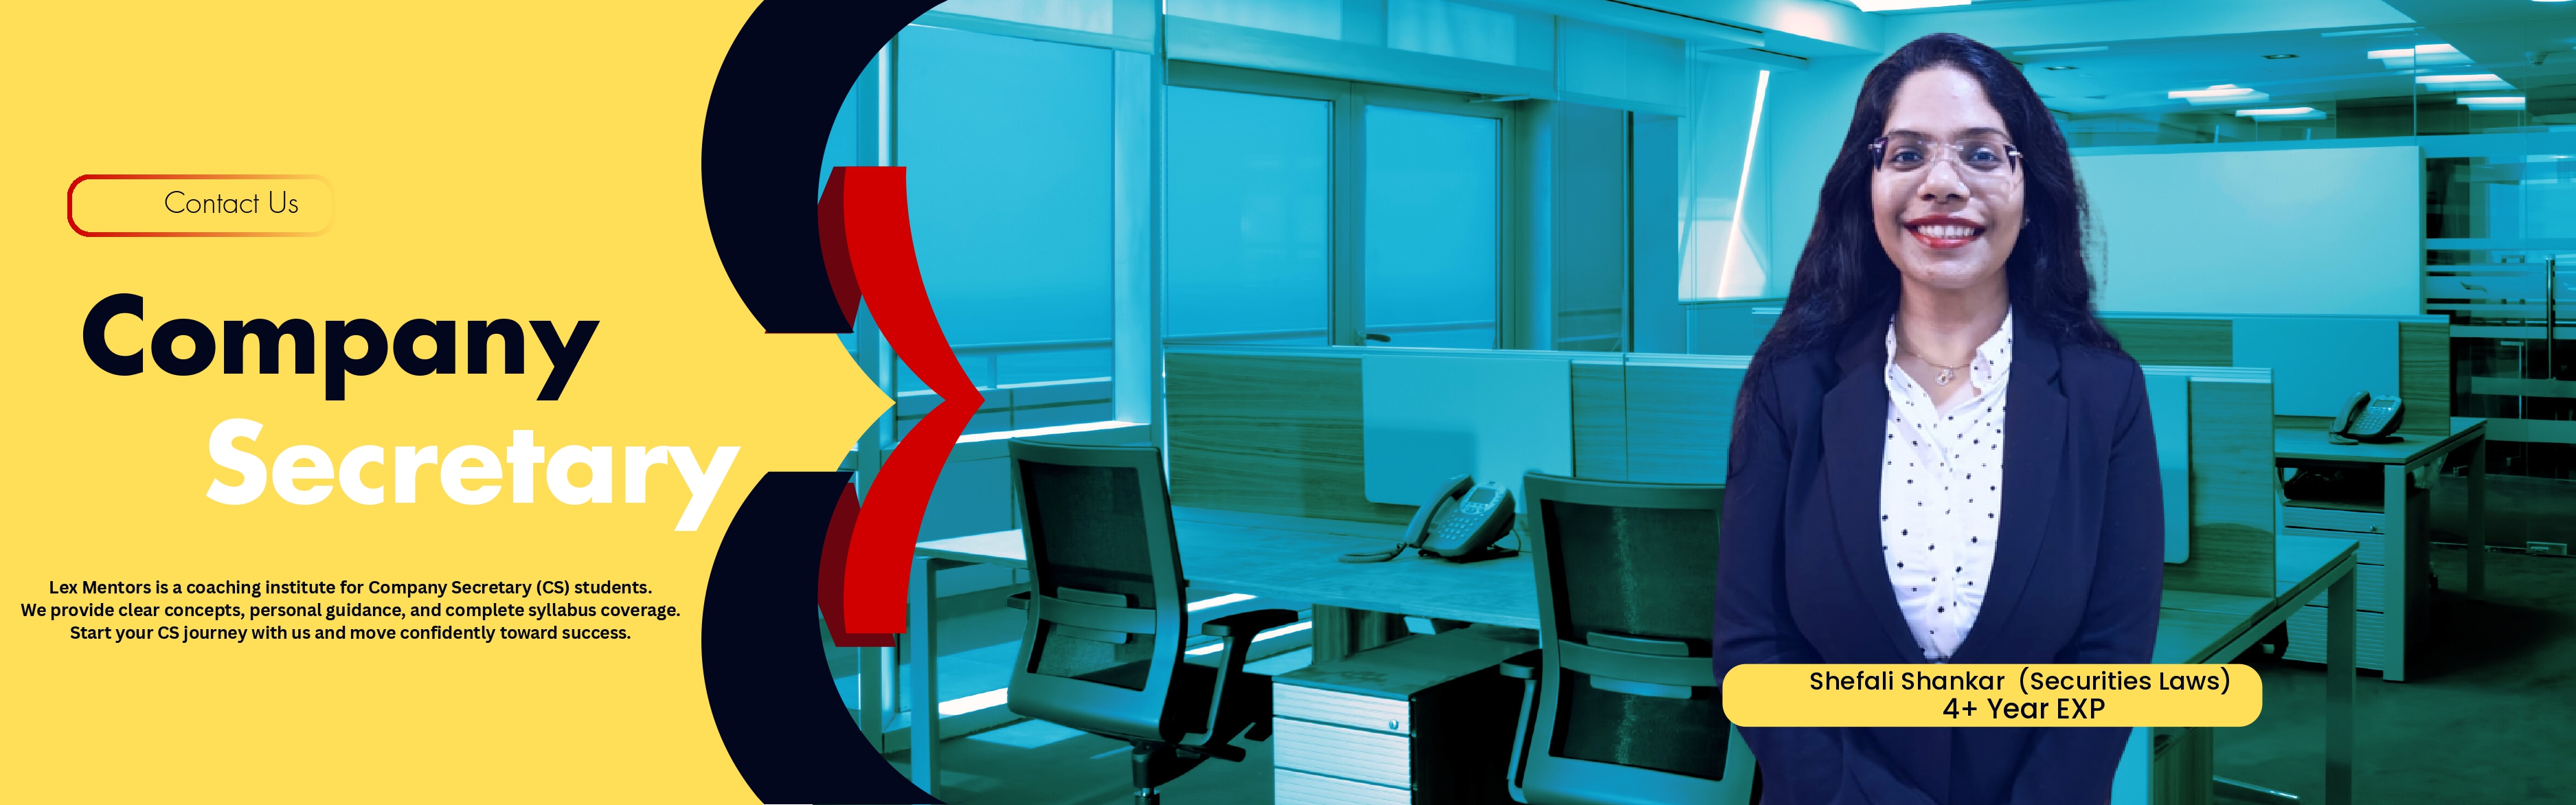 Contact Us
Company
Secretary
Lex Mentors is a coaching institute for Company Secretary (CS) students.
We provide clear concepts, personal guidance, and complete syllabus coverage.
Start your CS journey with us and move confidently toward success.
Shefali Shankar (Securities Laws)
4+ Year EXP